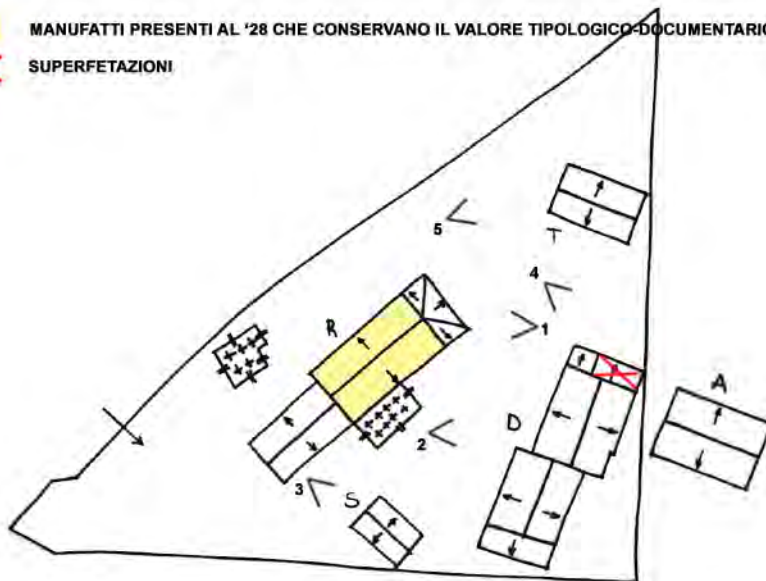 MANUFATTI PRESENTI AL '28 CHE CONSERVANO IL VALORE TIPOLOGICO-DOCUMENTARIO
SUPERFETAZIONI
T
5
4
R
1
A
D
2
3
S